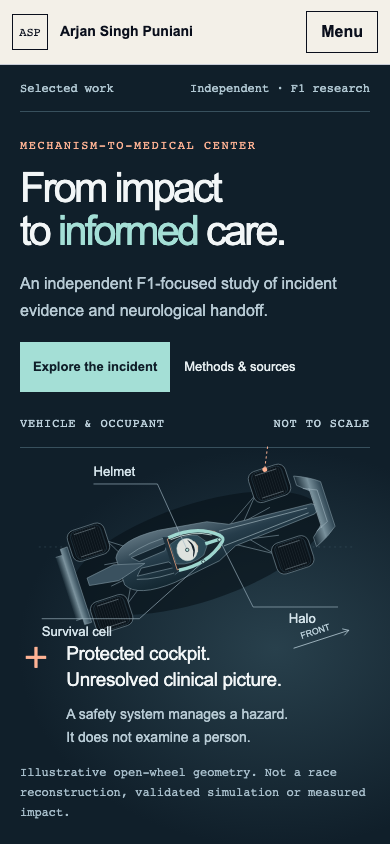 ASP
Arjan Singh Puniani
Menu
Selected work
Independent · F1 research
MECHANISM-TO-MEDICAL CENTER
From impact
to informed care.
An independent F1-focused study of incident
evidence and neurological handoff.
Explore the incident
Methods & sources
VEHICLE & OCCUPANT
NOT TO SCALE
Helmet
Halo
Survival cell
FRONT
Protected cockpit.
Unresolved clinical picture.
A safety system manages a hazard.
It does not examine a person.
Illustrative open-wheel geometry. Not a race
reconstruction, validated simulation or measured
impact.